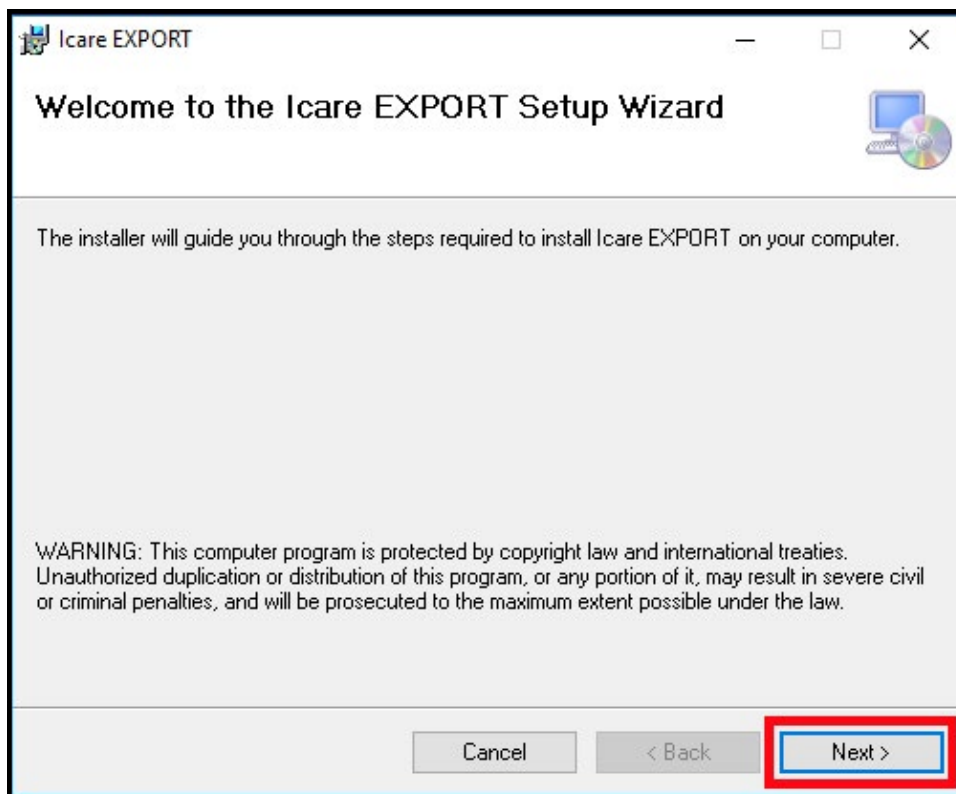 Icare EXPORT
Welcome to the Icare EXPORT Setup Wizard
The installer will guide you through the steps required to install Icare EXPORT on your computer.
WARNING: This computer program is protected by copyright law and international treaties.
Unauthorized duplication or distribution of this program, or any portion of it, may result in severe civil
or criminal penalties, and will be prosecuted to the maximum extent possible under the law.
Cancel
< Back
Next >